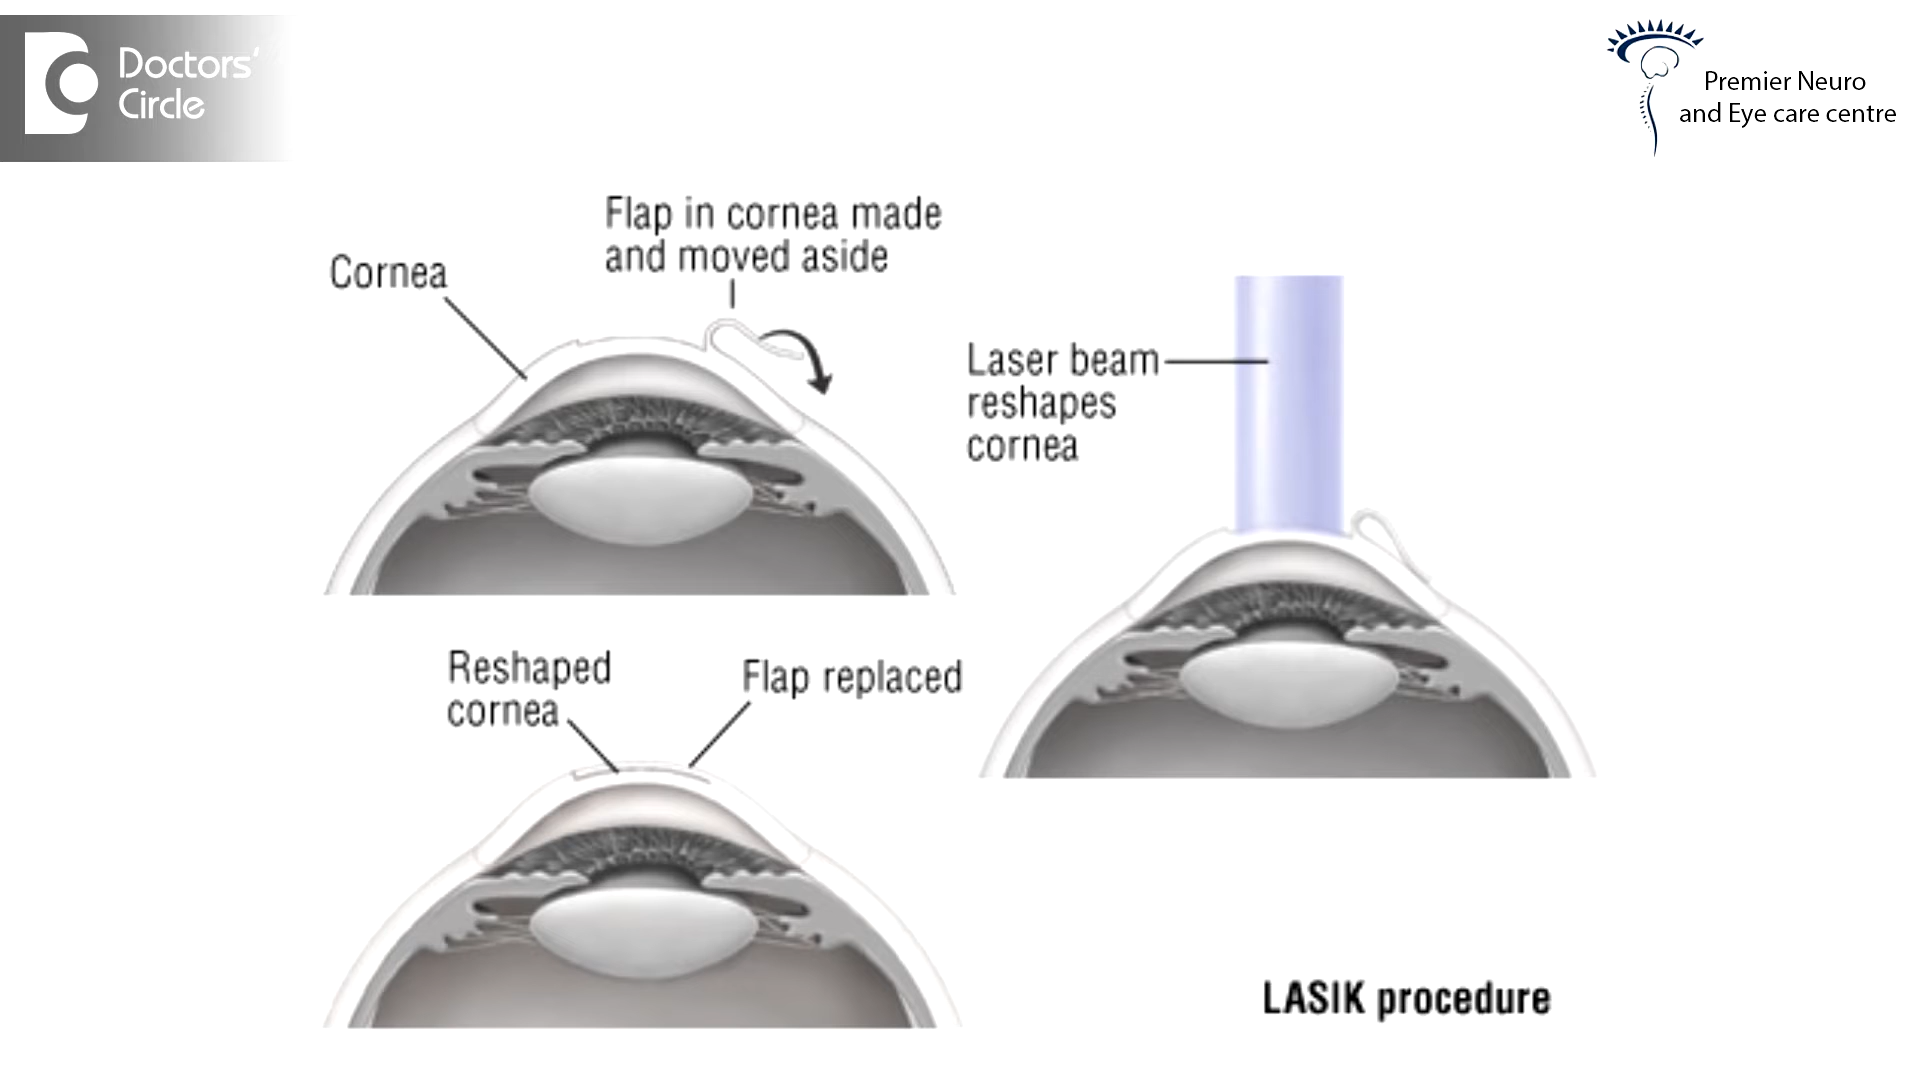 Doctors'
Circle
Premier Neuro
and Eye care centre
Flap in cornea made
and moved aside
Cornea
Laser beam
reshapes
cornea
Reshaped
cornea
Flap replaced
LASIK procedure